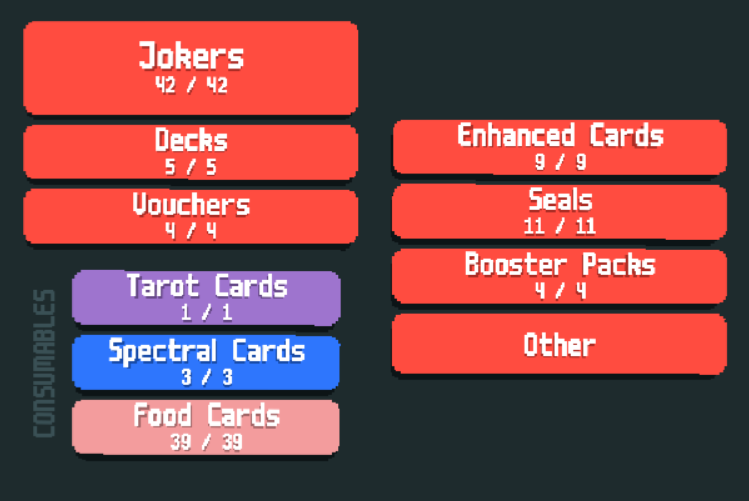 Jokers
42 / 42
Decks
5 / 5
Vouchers
4 / 4
CONSUMABLES
Tarot Cards
1 / 1
Spectral Cards
3 / 3
Food Cards
39 / 39
Enhanced Cards
9 / 9
Seals
11 / 11
Booster Packs
4 / 4
Other